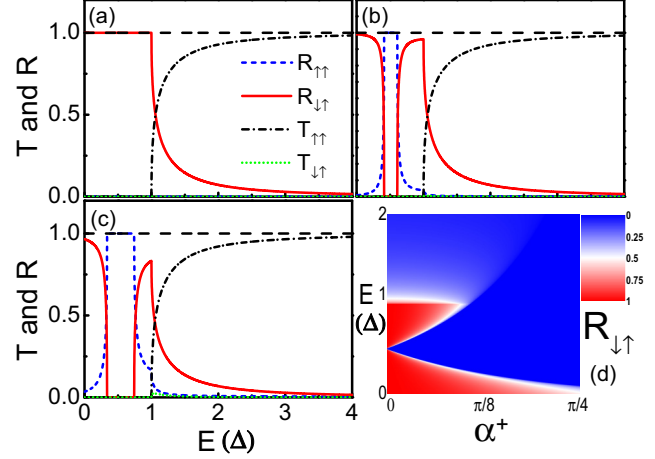 (a)
(b)
1.0
0.5
0.0
T and R
R↑↑
R↓↑
T↑↑
T↓↑
(c)
1.0
0.5
0.0
T and R
0 1 2 3 4
E (Δ)
2
1
0
E
(Δ)
0 π/8 π/4
α⁺
0
0.25
0.5
0.75
1
R↓↑
(d)